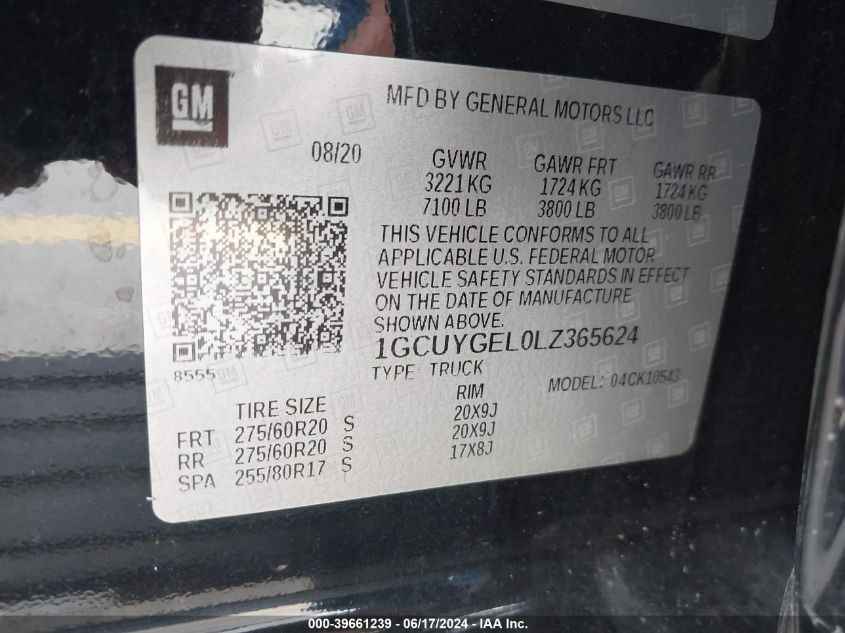 GM
MFD BY GENERAL MOTORS LLC
08/20
GVWR GAWR FRT GAWR RR
3221 KG 1724 KG 1724 KG
7100 LB 3800 LB 3800 LB
THIS VEHICLE CONFORMS TO ALL
APPLICABLE U.S. FEDERAL MOTOR
VEHICLE SAFETY STANDARDS IN EFFECT
ON THE DATE OF MANUFACTURE
SHOWN ABOVE.
1GCUYGEL0LZ365624
8555
TYPE: TRUCK
MODEL: 04CK10543
TIRE SIZE RIM
FRT 275/60R20 S 20X9J
RR 275/60R20 S 20X9J
SPA 255/80R17 S 17X8J
000-39661239 - 06/17/2024 - IAA Inc.